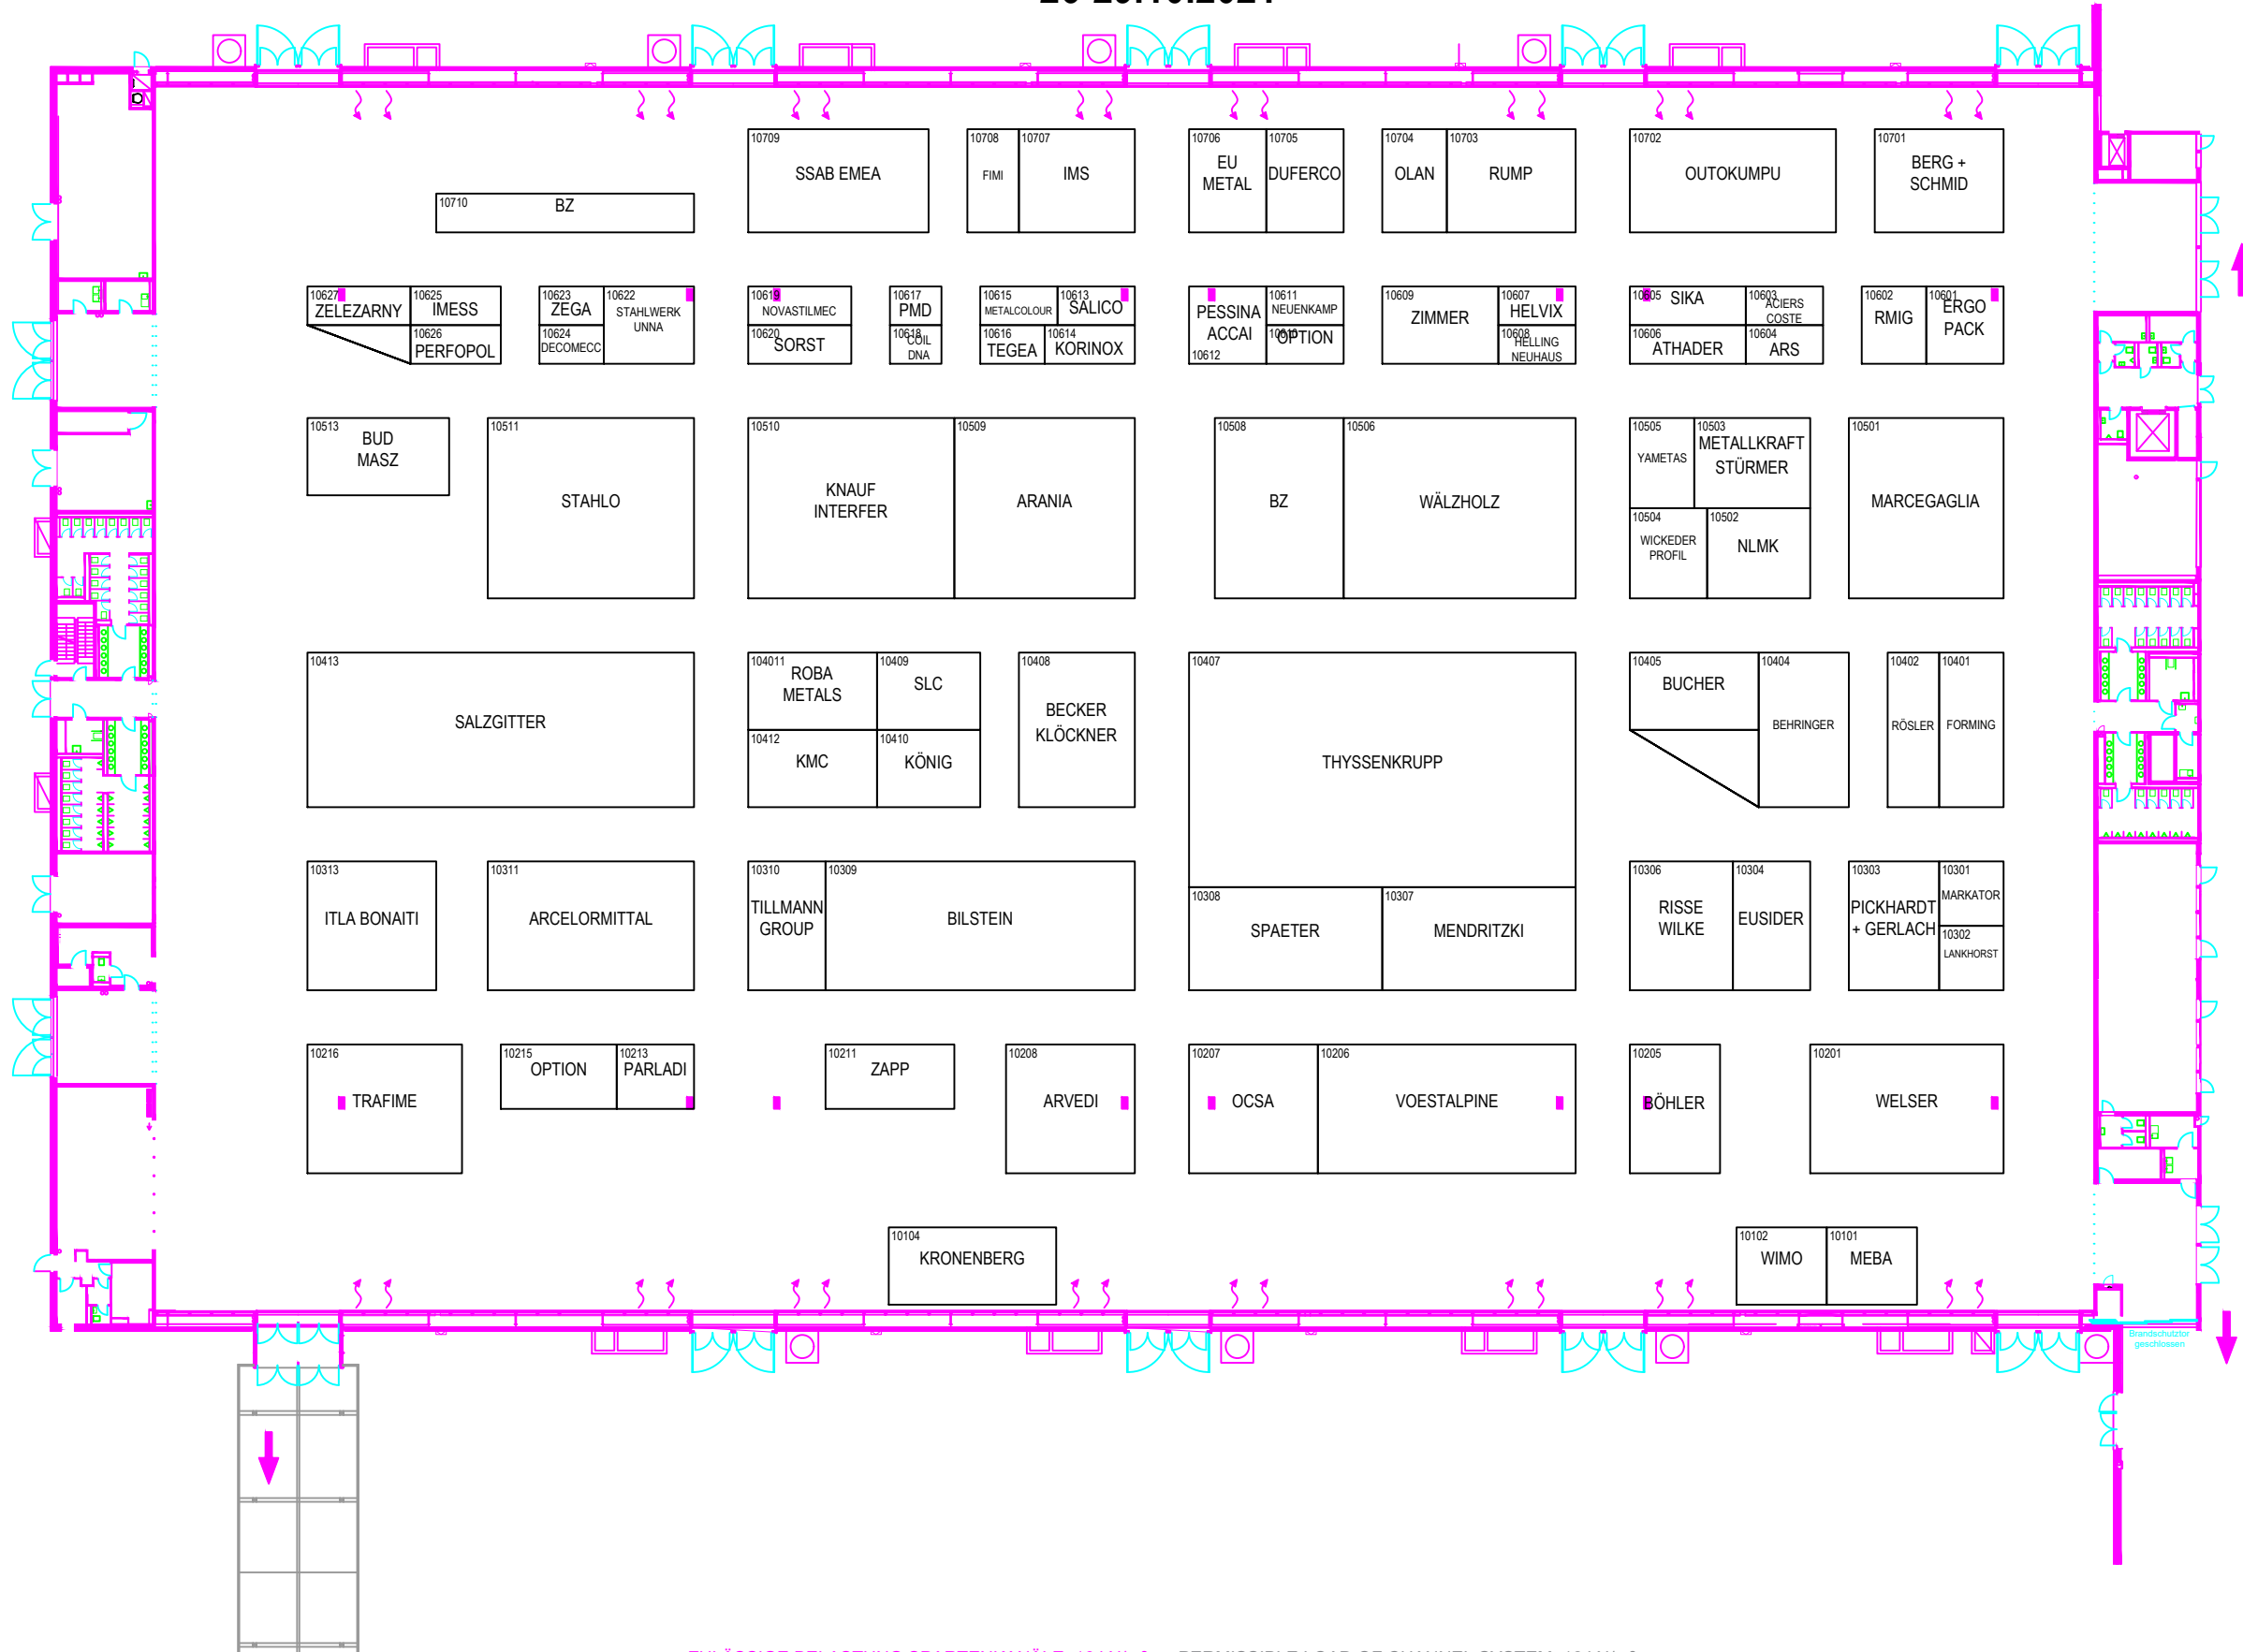 10709
SSAB EMEA
10708
FIMI
10707
IMS
10706
EU
METAL
10705
DUFERCO
10704
OLAN
10703
RUMP
10702
OUTOKUMPU
10701
BERG +
SCHMID
10710
BZ
10627
ZELEZARNY
10625
IMESS
10626
PERFOPOL
10623
ZEGA
10624
DECOMECC
10622
STAHLWERK
UNNA
10619
NOVASTILMEC
10620
SORST
10617
PMD
10618
COIL
DNA
10615
METALCOLOUR
10613
SALICO
10616
TEGEA
10614
KORINOX
PESSINA
ACCAI
10612
10611
NEUENKAMP
10610
OPTION
10609
ZIMMER
10607
HELVIX
10608
HELLING
NEUHAUS
10605
SIKA
10603
ACIERS
COSTE
10606
ATHADER
10604
ARS
10602
RMIG
10601
ERGO
PACK
10513
BUD
MASZ
10511
STAHLO
10510
KNAUF
INTERFER
10509
ARANIA
10508
BZ
10506
WÄLZHOLZ
10505
YAMETAS
10503
METALLKRAFT
STÜRMER
10504
WICKEDER
PROFIL
10502
NLMK
10501
MARCEGAGLIA
10413
SALZGITTER
104011
ROBA
METALS
10409
SLC
10412
KMC
10410
KÖNIG
10408
BECKER
KLÖCKNER
10407
THYSSENKRUPP
10405
BUCHER
10404
BEHRINGER
10402
RÖSLER
10401
FORMING
10313
ITLA BONAITI
10311
ARCELORMITTAL
10310
TILLMANN
GROUP
10309
BILSTEIN
10308
SPAETER
10307
MENDRITZKI
10306
RISSE
WILKE
10304
EUSIDER
10303
PICKHARDT
+ GERLACH
10301
MARKATOR
10302
LANKHORST
10216
TRAFIME
10215
OPTION
10213
PARLADI
10211
ZAPP
10208
ARVEDI
10207
OCSA
10206
VOESTALPINE
10205
BÖHLER
10201
WELSER
10104
KRONENBERG
10102
WIMO
10101
MEBA
Brandschutztor
geschlossen